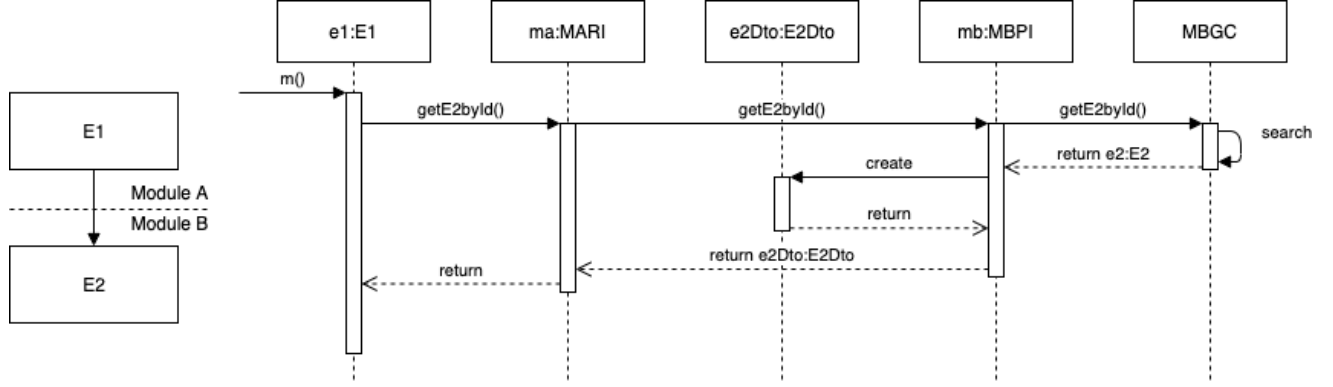 e1:E1
ma:MARI
e2Dto:E2Dto
mb:MBPI
MBGC
m()
E1
getE2byId()
getE2byId()
getE2byId()
search
return e2:E2
create
Module A
Module B
return
return e2Dto:E2Dto
return
E2